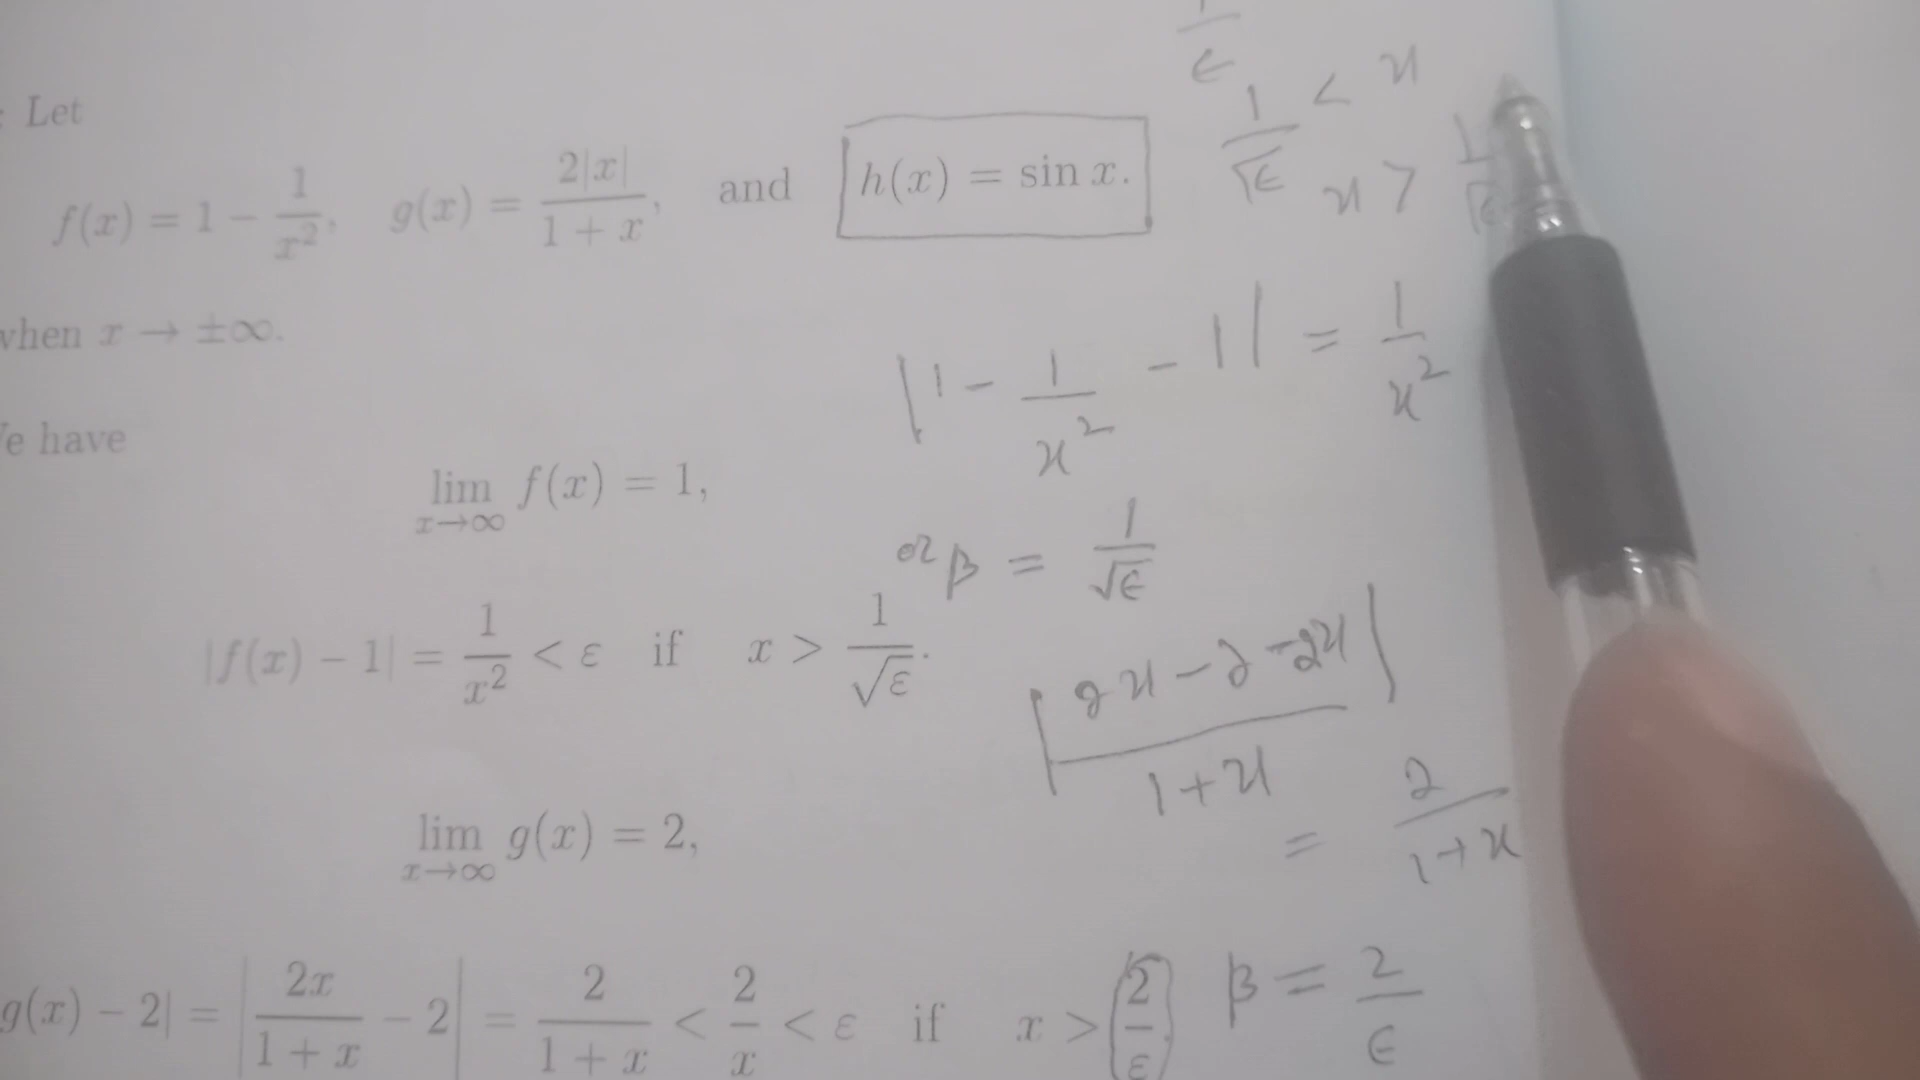 Let
f(x) = 1 − 1/x², g(x) = 2|x|/(1 + x), and h(x) = sin x.
when x → ±∞.
We have
lim x→∞ f(x) = 1,
|f(x) − 1| = 1/x² < ε if x > 1/√ε.
lim x→∞ g(x) = 2,
g(x) − 2| = |2x/(1 + x) − 2| = 2/(1 + x) < 2/x < ε if x > 2/ε
1/ϵ
1/√ϵ < x
x > 1/√ϵ
|1 − 1/x² − 1| = 1/x²
or β = 1/√ϵ
|(2x − 2 − 2x)/(1 + x)|
= 2/(1 + x)
β = 2/ϵ